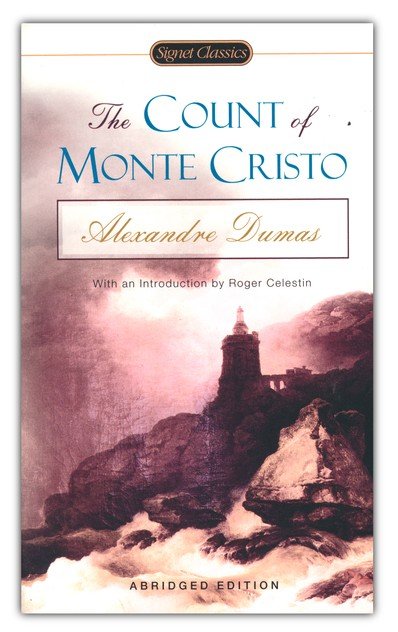 Signet Classics
The COUNT of
MONTE CRISTO
Alexandre Dumas
With an Introduction by Roger Celestin
ABRIDGED EDITION